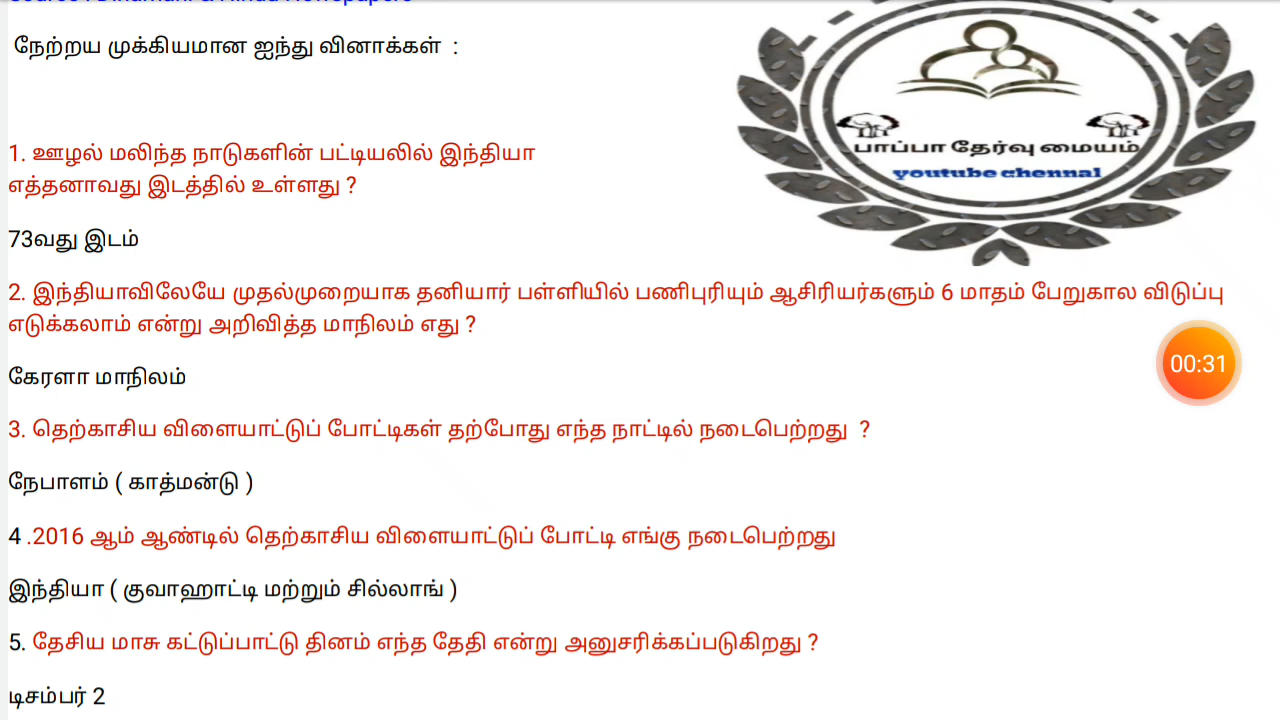 நேற்றய முக்கியமான ஐந்து வினாக்கள் :
பாப்பா தேர்வு மையம்
youtube chennal
1. ஊழல் மலிந்த நாடுகளின் பட்டியலில் இந்தியா
எத்தனாவது இடத்தில் உள்ளது ?
73வது இடம்
2. இந்தியாவிலேயே முதல்முறையாக தனியார் பள்ளியில் பணிபுரியும் ஆசிரியர்களும் 6 மாதம் பேறுகால விடுப்பு
எடுக்கலாம் என்று அறிவித்த மாநிலம் எது ?
00:31
கேரளா மாநிலம்
3. தெற்காசிய விளையாட்டுப் போட்டிகள் தற்போது எந்த நாட்டில் நடைபெற்றது ?
நேபாளம் ( காத்மன்டு )
4 .2016 ஆம் ஆண்டில் தெற்காசிய விளையாட்டுப் போட்டி எங்கு நடைபெற்றது
இந்தியா ( குவாஹாட்டி மற்றும் சில்லாங் )
5. தேசிய மாசு கட்டுப்பாட்டு தினம் எந்த தேதி என்று அனுசரிக்கப்படுகிறது ?
டிசம்பர் 2